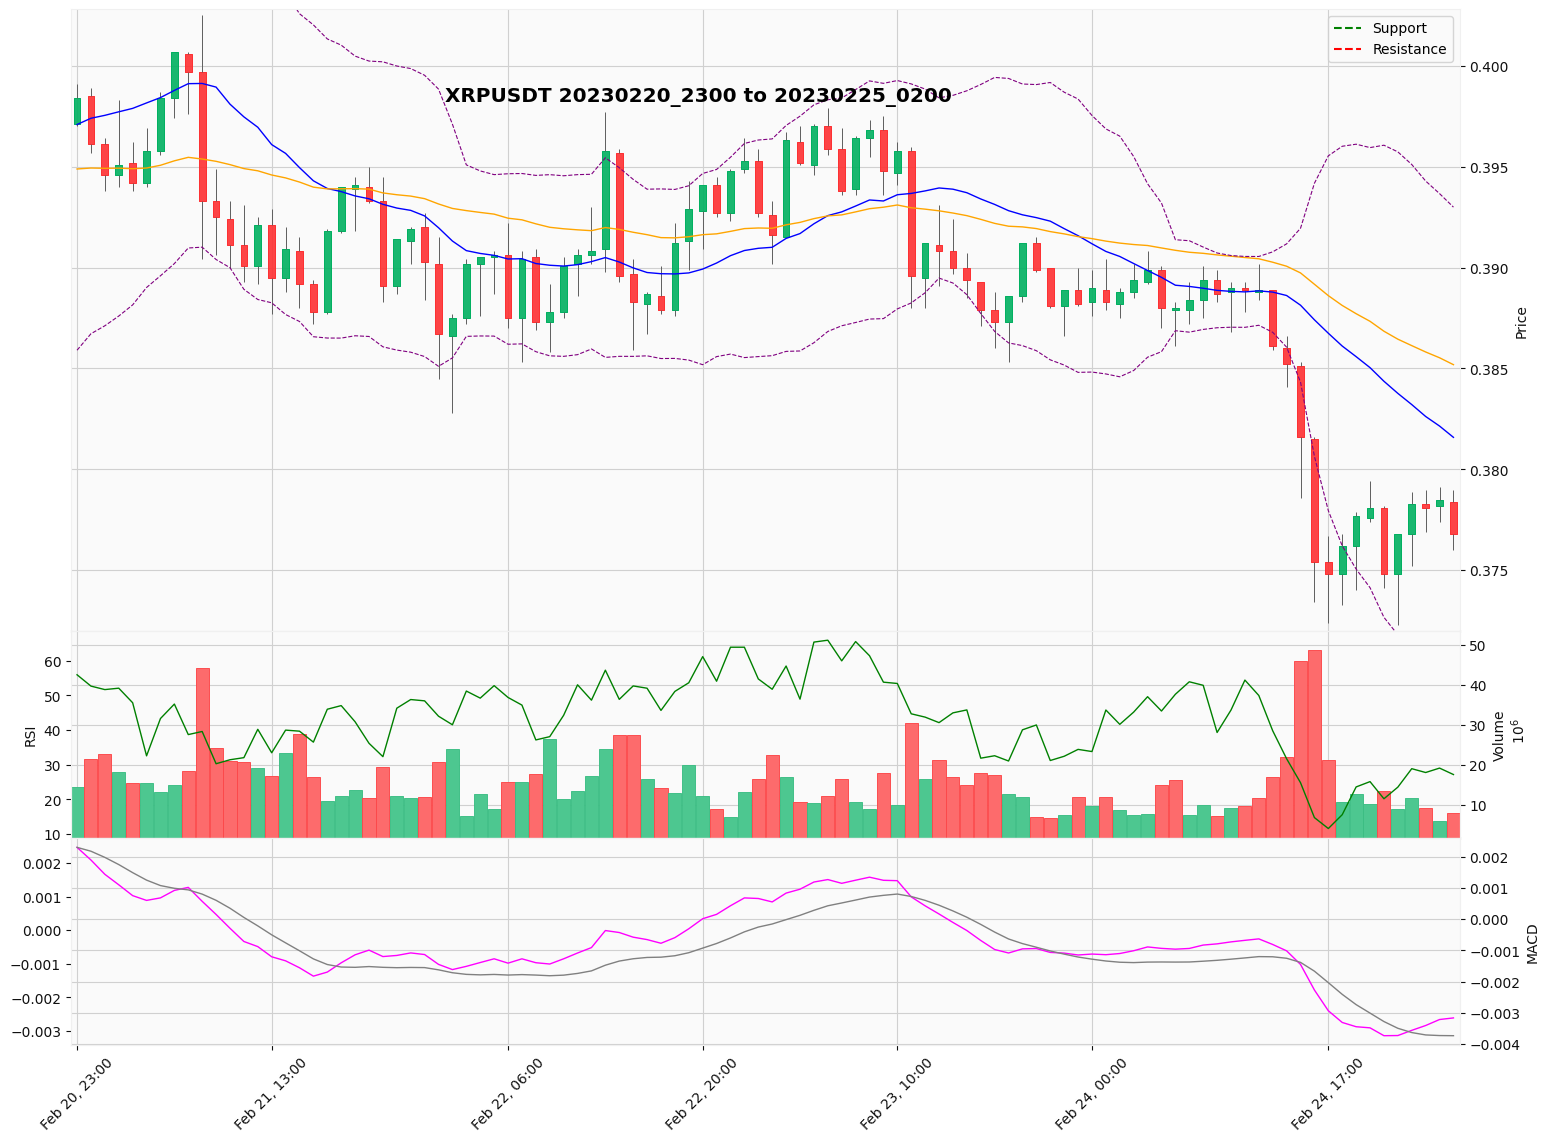 XRPUSDT 20230220_2300 to 20230225_0200
Support
Resistance
0.400
0.395
0.390
0.385
0.380
0.375
Price
60
50
40
30
20
10
RSI
50
40
30
20
10
Volume
10^6
0.002
0.001
0.000
−0.001
−0.002
−0.003
0.002
0.001
0.000
−0.001
−0.002
−0.003
−0.004
MACD
Feb 20, 23:00
Feb 21, 13:00
Feb 22, 06:00
Feb 22, 20:00
Feb 23, 10:00
Feb 24, 00:00
Feb 24, 17:00